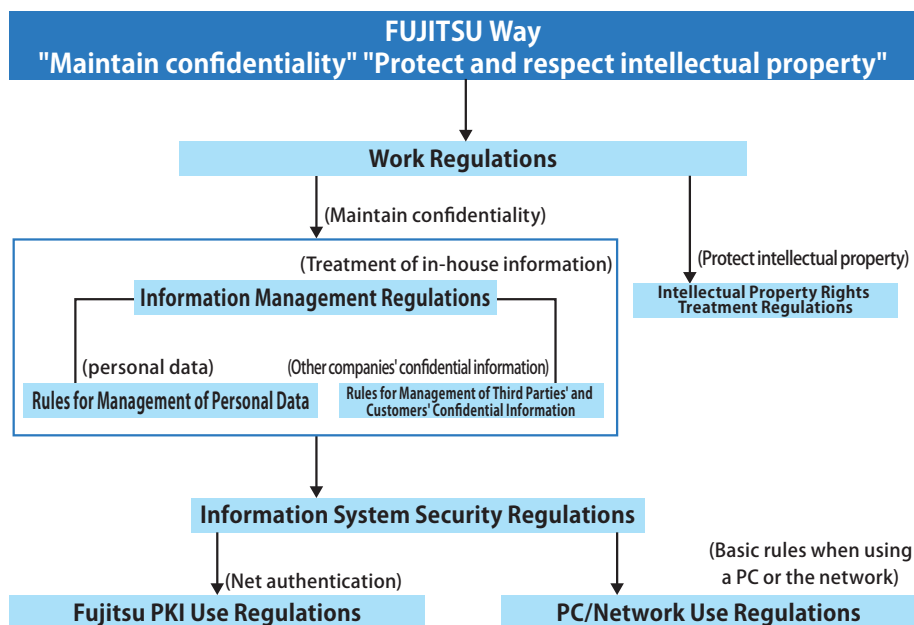 FUJITSU Way
"Maintain confidentiality" "Protect and respect intellectual property"
Work Regulations
(Maintain confidentiality)
(Treatment of in-house information)
(Protect intellectual property)
Information Management Regulations
Intellectual Property Rights
Treatment Regulations
(personal data)
(Other companies' confidential information)
Rules for Management of Personal Data
Rules for Management of Third Parties' and
Customers' Confidential Information
Information System Security Regulations
(Basic rules when using
a PC or the network)
(Net authentication)
Fujitsu PKI Use Regulations
PC/Network Use Regulations